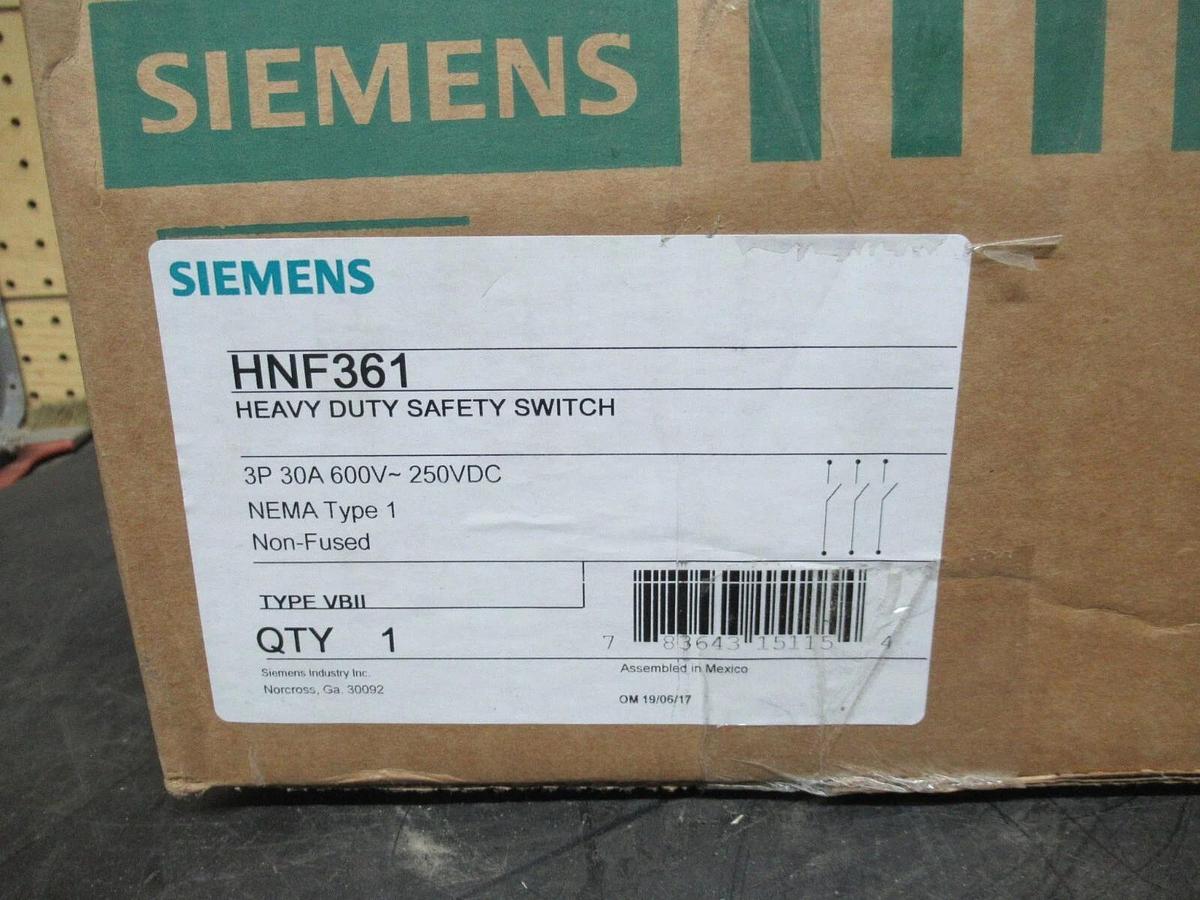 SIEMENS
SIEMENS
HNF361
HEAVY DUTY SAFETY SWITCH
3P 30A 600V~ 250VDC
NEMA Type 1
Non-Fused
TYPE VBII
QTY 1
7 83643 15115 4
Siemens Industry Inc.
Norcross, Ga. 30092
Assembled in Mexico
OM 19/06/17